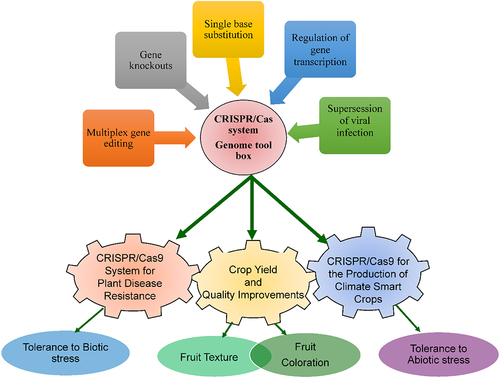 Single base
substitution
Regulation of
gene
transcription
Gene
knockouts
Multiplex gene
editing
CRISPR/Cas
system
Genome tool
box
Supersession
of viral
infection
CRISPR/Cas9
System for
Plant Disease
Resistance
Crop Yield
and
Quality Improvements
CRISPR/Cas9 for
the Production of
Climate Smart
Crops
Tolerance to Biotic
stress
Fruit Texture
Fruit
Coloration
Tolerance to
Abiotic stress